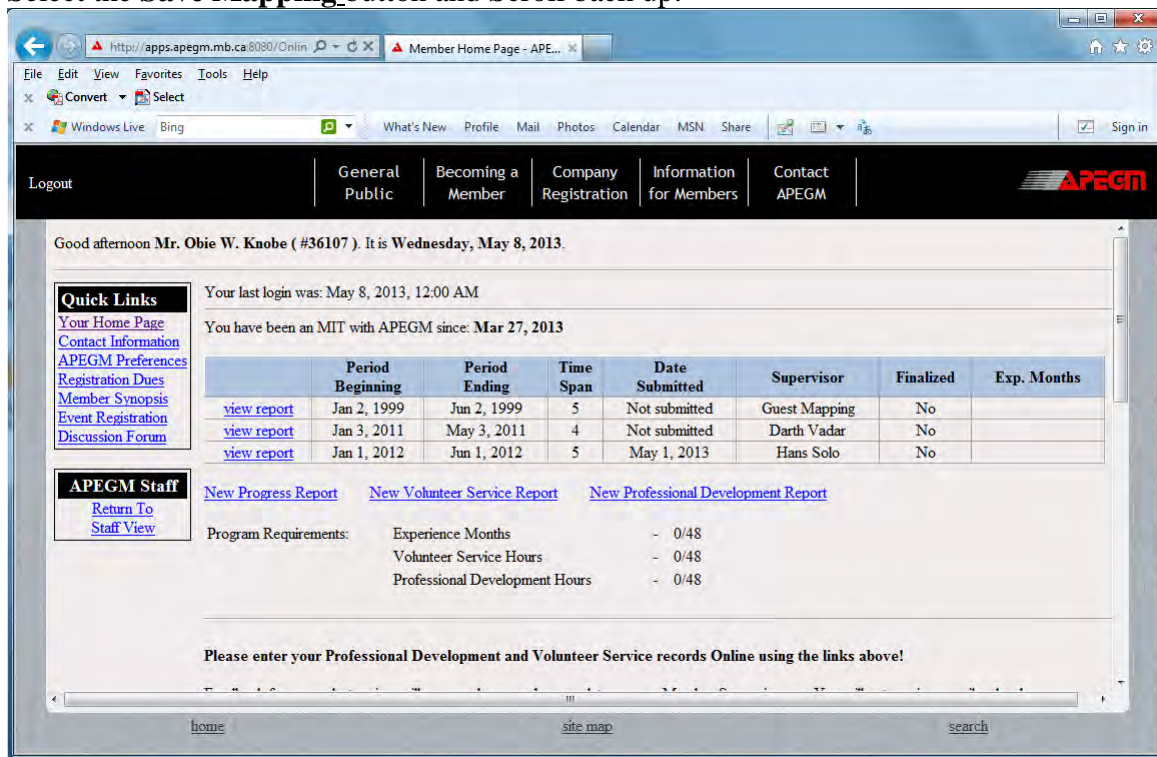 Select the Save Mapping button and Scroll back up.
http://apps.apegm.mb.ca:8080/Onlin
Member Home Page - APE...
File Edit View Favorites Tools Help
x Convert Select
x Windows Live Bing What's New Profile Mail Photos Calendar MSN Share Sign in
Logout
General Public
Becoming a Member
Company Registration
Information for Members
Contact APEGM
APEGM
Good afternoon Mr. Obie W. Knobe ( #36107 ). It is Wednesday, May 8, 2013.
Quick Links
Your Home Page
Contact Information
APEGM Preferences
Registration Dues
Member Synopsis
Event Registration
Discussion Forum
APEGM Staff
Return To
Staff View
Your last login was: May 8, 2013, 12:00 AM
You have been an MIT with APEGM since: Mar 27, 2013
Period Beginning Period Ending Time Span Date Submitted Supervisor Finalized Exp. Months
view report Jan 2, 1999 Jun 2, 1999 5 Not submitted Guest Mapping No
view report Jan 3, 2011 May 3, 2011 4 Not submitted Darth Vadar No
view report Jan 1, 2012 Jun 1, 2012 5 May 1, 2013 Hans Solo No
New Progress Report New Volunteer Service Report New Professional Development Report
Program Requirements: Experience Months - 0/48
Volunteer Service Hours - 0/48
Professional Development Hours - 0/48
Please enter your Professional Development and Volunteer Service records Online using the links above!
home site map search